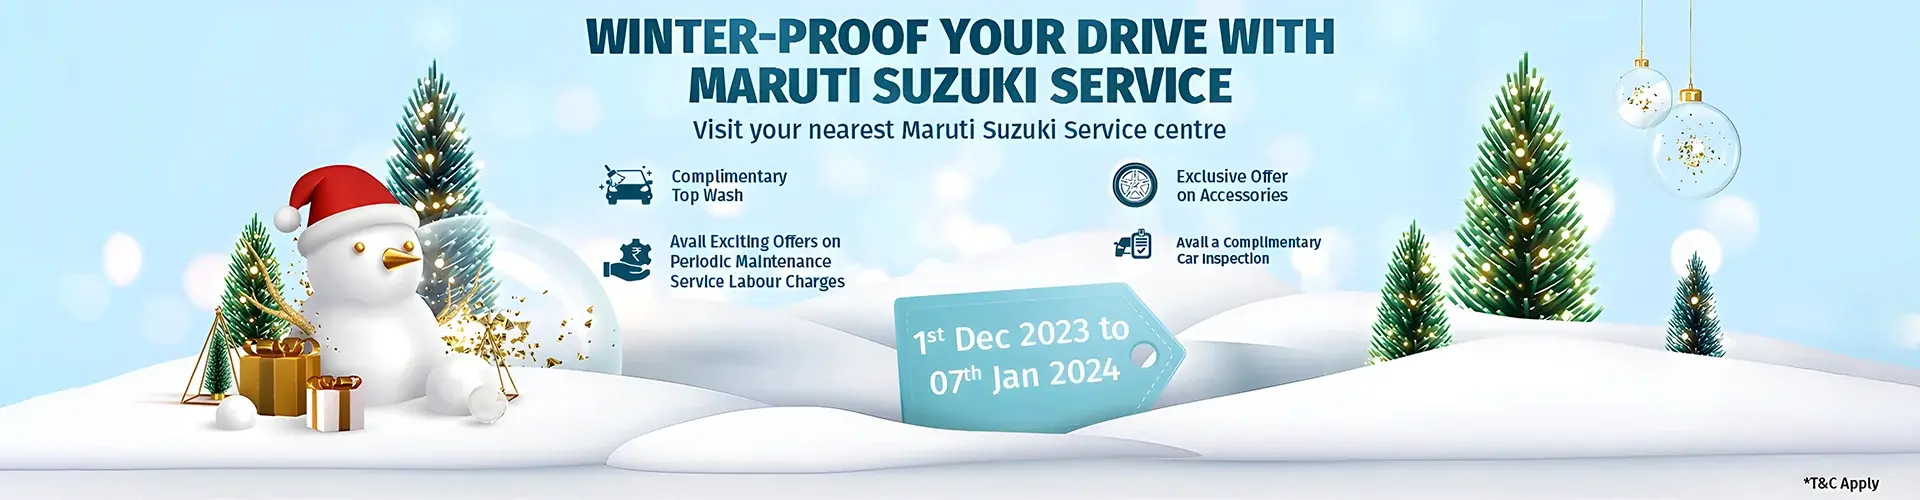 WINTER-PROOF YOUR DRIVE WITH
MARUTI SUZUKI SERVICE
Visit your nearest Maruti Suzuki Service centre
Complimentary
Top Wash
Avail Exciting Offers on
Periodic Maintenance
Service Labour Charges
Exclusive Offer
on Accessories
Avail a Complimentary
Car Inspection
1st Dec 2023 to
07th Jan 2024
*T&C Apply